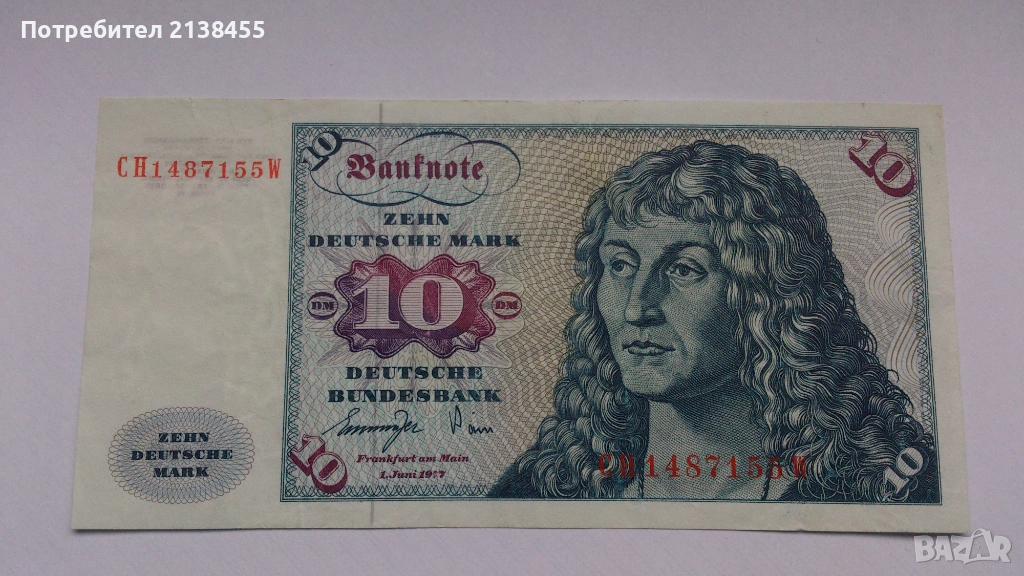 Потребител 2138455
CH1487155W
10
10
Banknote
ZEHN
DEUTSCHE MARK
DM 10 DM
DEUTSCHE
BUNDESBANK
Frankfurt am Main
1. Juni 1977
10
ZEHN
DEUTSCHE
MARK
CH1487155W
10
BAZAR